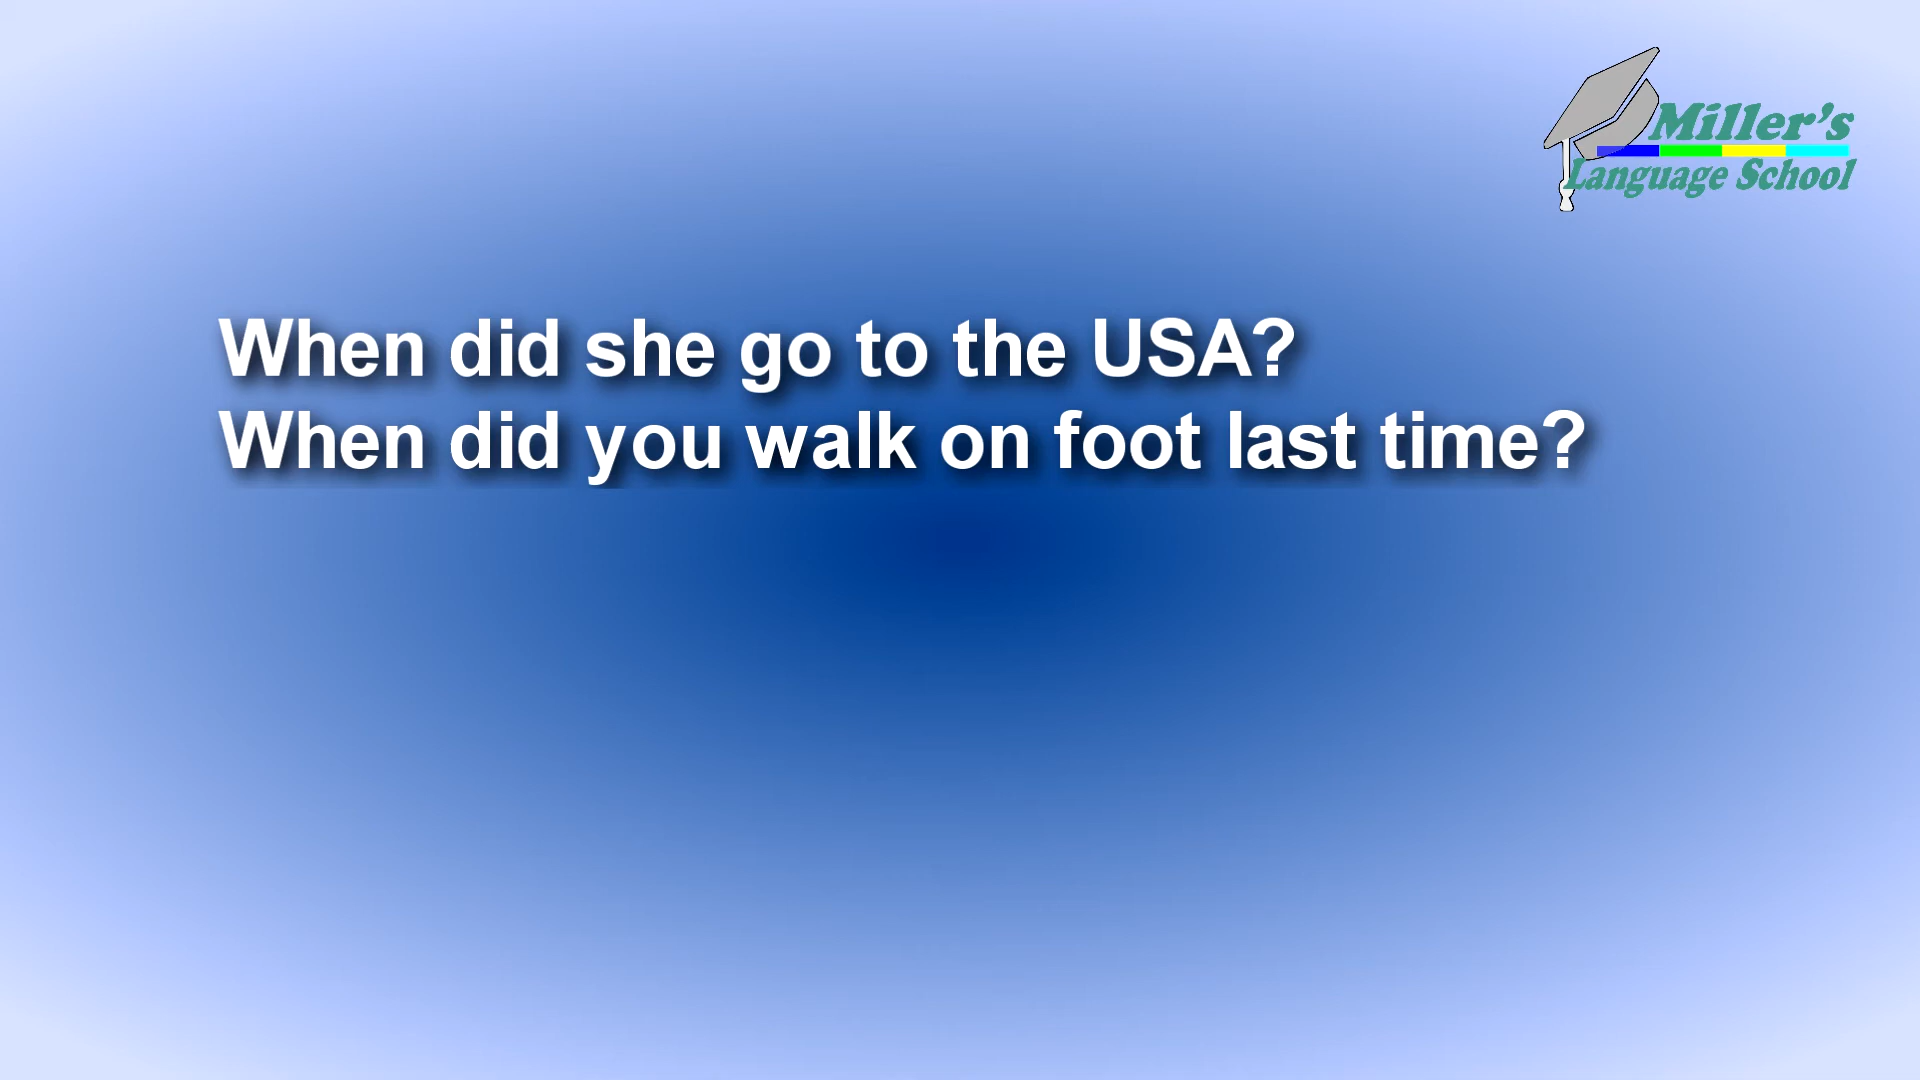 Miller's
Language School
When did she go to the USA?
When did you walk on foot last time?